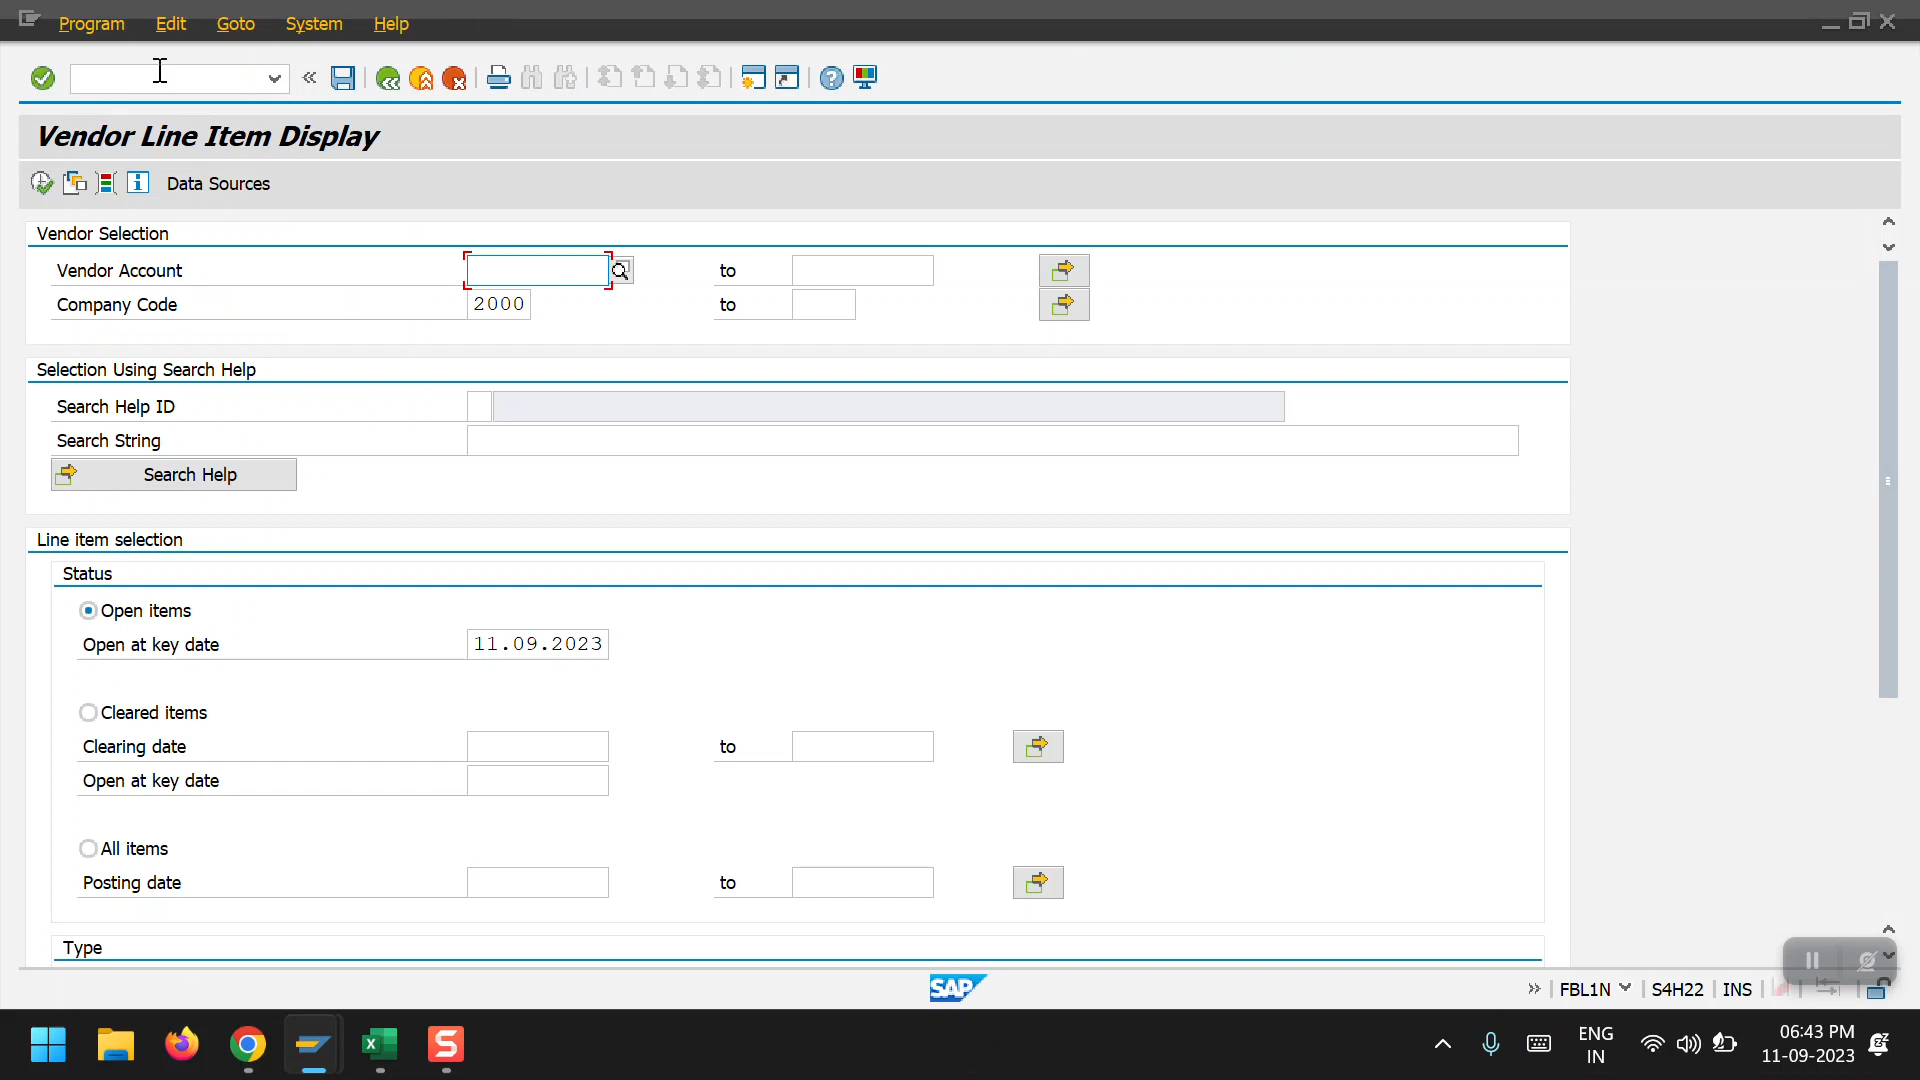 Program Edit Goto System Help
Vendor Line Item Display
Data Sources
Vendor Selection
Vendor Account to
Company Code 2000 to
Selection Using Search Help
Search Help ID
Search String
Search Help
Line item selection
Status
Open items
Open at key date 11.09.2023
Cleared items
Clearing date to
Open at key date
All items
Posting date to
Type
SAP FBL1N S4H22 INS
ENG 06:43 PM
IN 11-09-2023